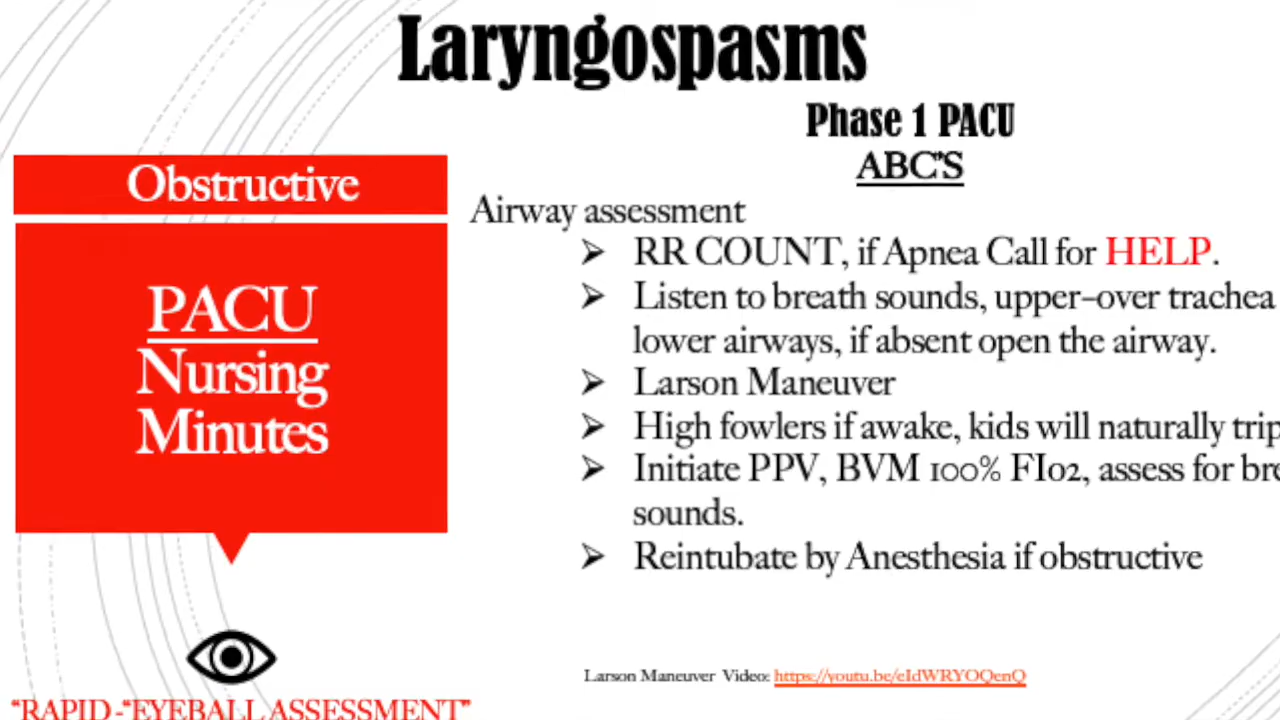 Laryngospasms
Phase 1 PACU
ABC'S
Obstructive
PACU
Nursing
Minutes
"RAPID-"EYEBALL ASSESSMENT"
Airway assessment
RR COUNT, if Apnea Call for HELP.
Listen to breath sounds, upper-over trachea
lower airways, if absent open the airway.
Larson Maneuver
High fowlers if awake, kids will naturally
Initiate PPV, BVM 100% FI02, assess for
sounds.
Reintubate by Anesthesia if obstructive
Larson Maneuver Video: https://youtu.be/eIdWRYOQenQ